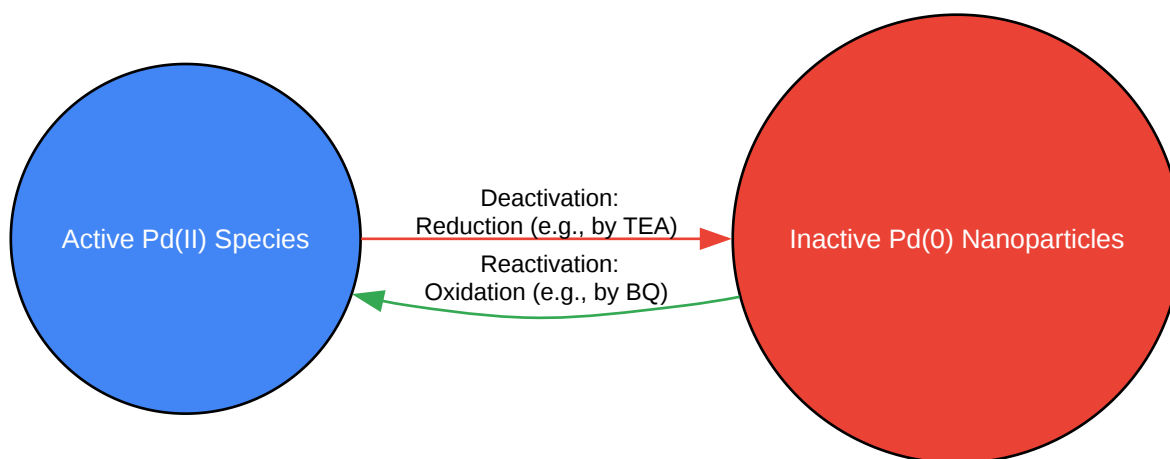 Active Pd(II) Species
Deactivation:
Reduction (e.g., by TEA)
Reactivation:
Oxidation (e.g., by BQ)
Inactive Pd(0) Nanoparticles